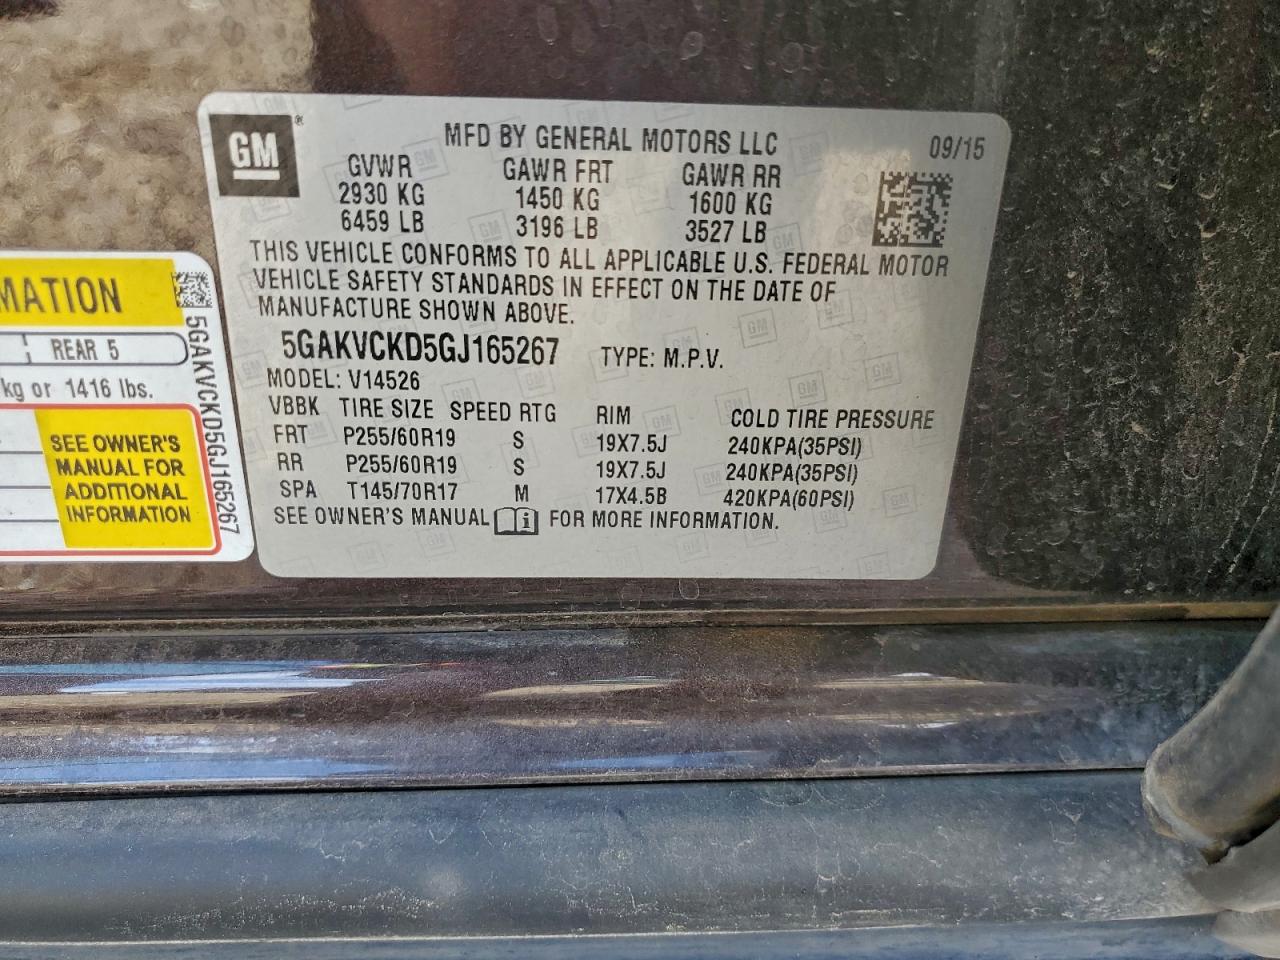 GM®
MFD BY GENERAL MOTORS LLC
09/15
GVWR GAWR FRT GAWR RR
2930 KG 1450 KG 1600 KG
6459 LB 3196 LB 3527 LB
THIS VEHICLE CONFORMS TO ALL APPLICABLE U.S. FEDERAL MOTOR
VEHICLE SAFETY STANDARDS IN EFFECT ON THE DATE OF
MANUFACTURE SHOWN ABOVE.
5GAKVCKD5GJ165267 TYPE: M.P.V.
MODEL: V14526
VBBK TIRE SIZE SPEED RTG RIM COLD TIRE PRESSURE
FRT P255/60R19 S 19X7.5J 240KPA(35PSI)
RR P255/60R19 S 19X7.5J 240KPA(35PSI)
SPA T145/70R17 M 17X4.5B 420KPA(60PSI)
SEE OWNER'S MANUAL i FOR MORE INFORMATION.
MATION
REAR 5
kg or 1416 lbs.
SEE OWNER'S
MANUAL FOR
ADDITIONAL
INFORMATION
5GAKVCKD5GJ165267